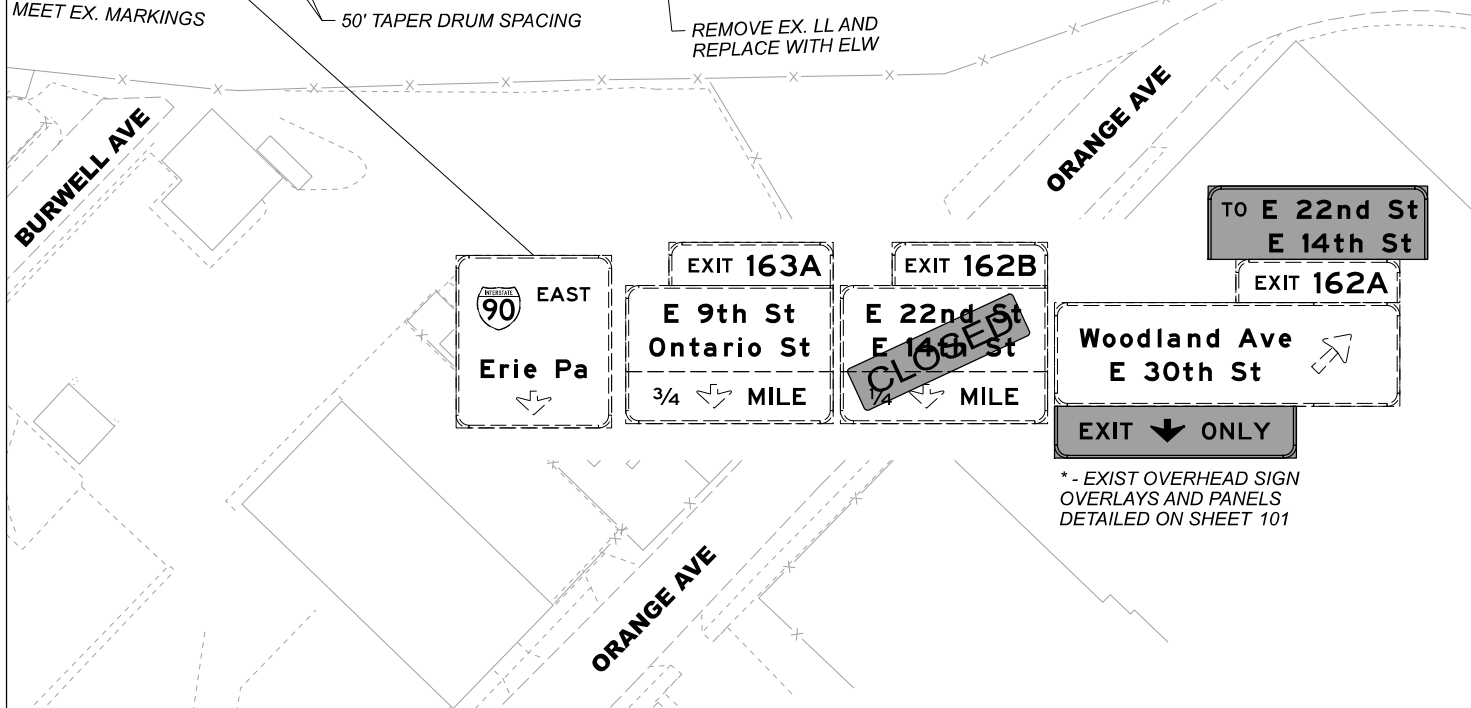 MEET EX. MARKINGS
50' TAPER DRUM SPACING
REMOVE EX. LL AND
REPLACE WITH ELW
BURWELL AVE
ORANGE AVE
INTERSTATE
90 EAST
Erie Pa
EXIT 163A
E 9th St
Ontario St
3/4 MILE
EXIT 162B
E 22nd St
E 14th St
CLOSED
1/4 MILE
TO E 22nd St
E 14th St
EXIT 162A
Woodland Ave
E 30th St
EXIT ONLY
* - EXIST OVERHEAD SIGN
OVERLAYS AND PANELS
DETAILED ON SHEET 101
ORANGE AVE